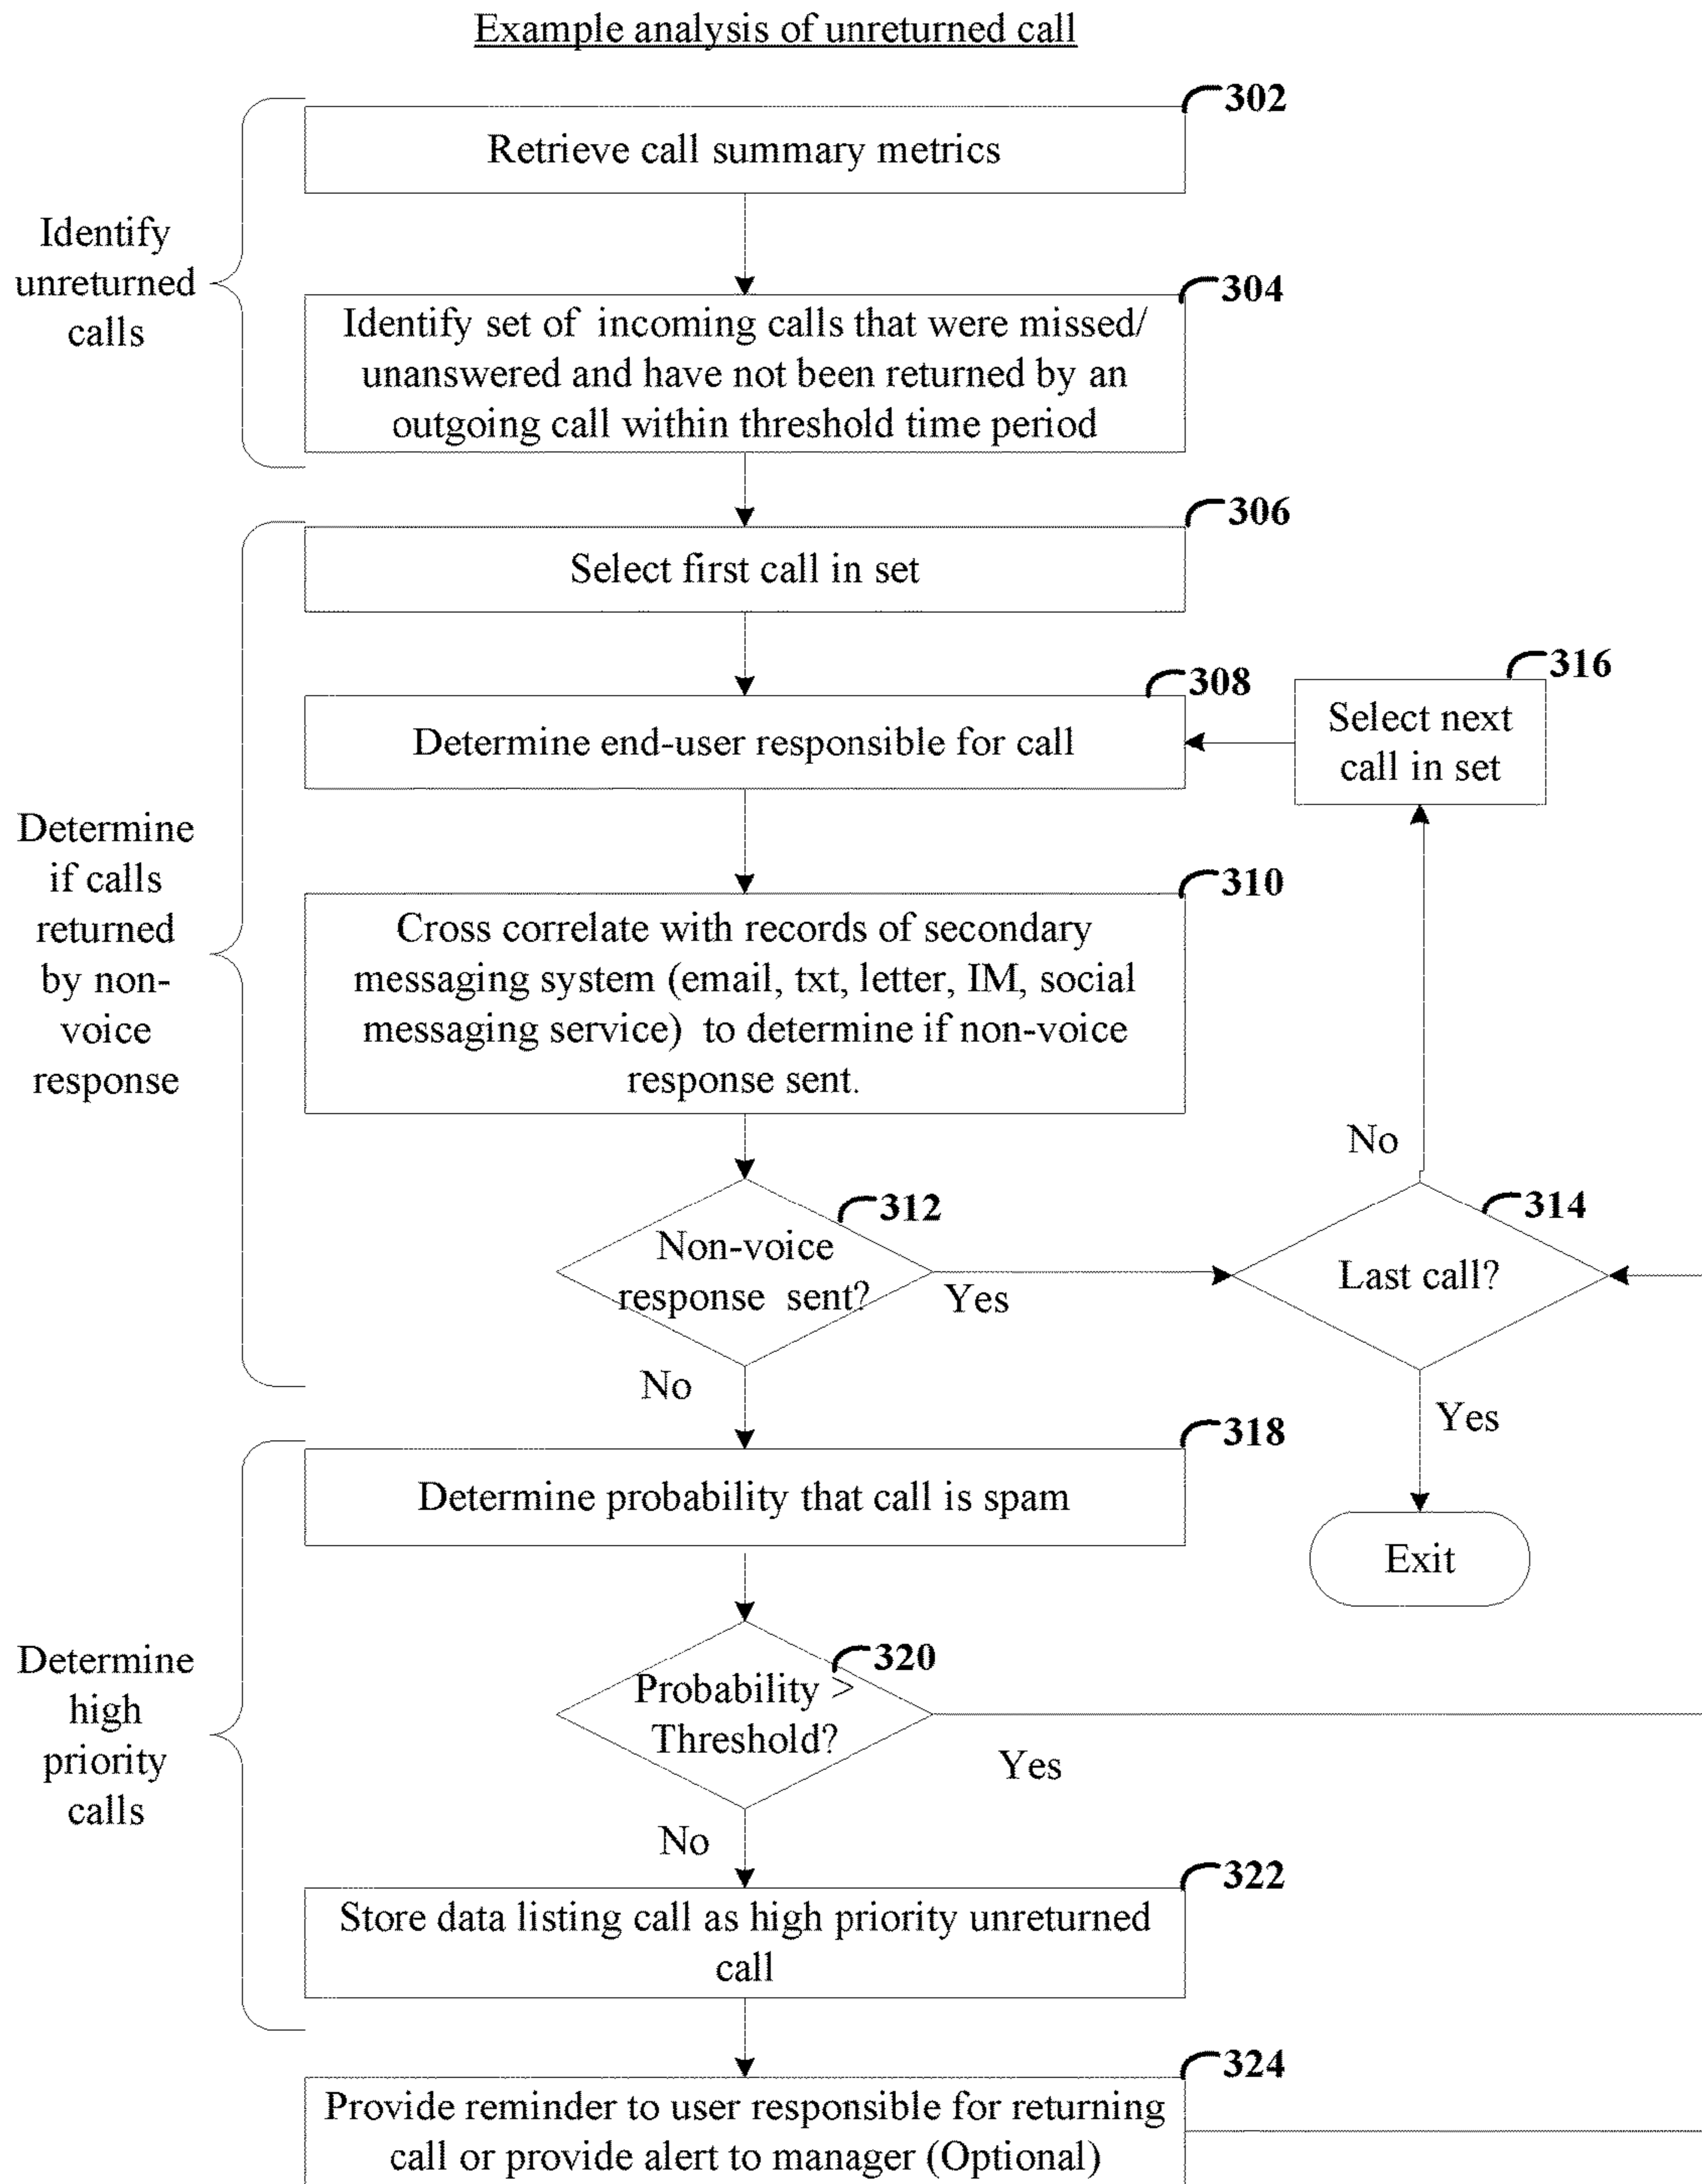 Example analysis of unreturned call
302
Retrieve call summary metrics
Identify
unreturned
calls
304
Identify set of incoming calls that were missed/
unanswered and have not been returned by an
outgoing call within threshold time period
306
Select first call in set
308
Determine end-user responsible for call
316
Select next
call in set
Determine
if calls
returned
by non-
voice
response
310
Cross correlate with records of secondary
messaging system (email, txt, letter, IM, social
messaging service) to determine if non-voice
response sent.
312
Non-voice
response sent?
Yes
No
314
Last call?
No
Yes
Exit
318
Determine probability that call is spam
Determine
high
priority
calls
320
Probability >
Threshold?
Yes
No
322
Store data listing call as high priority unreturned
call
324
Provide reminder to user responsible for returning
call or provide alert to manager (Optional)